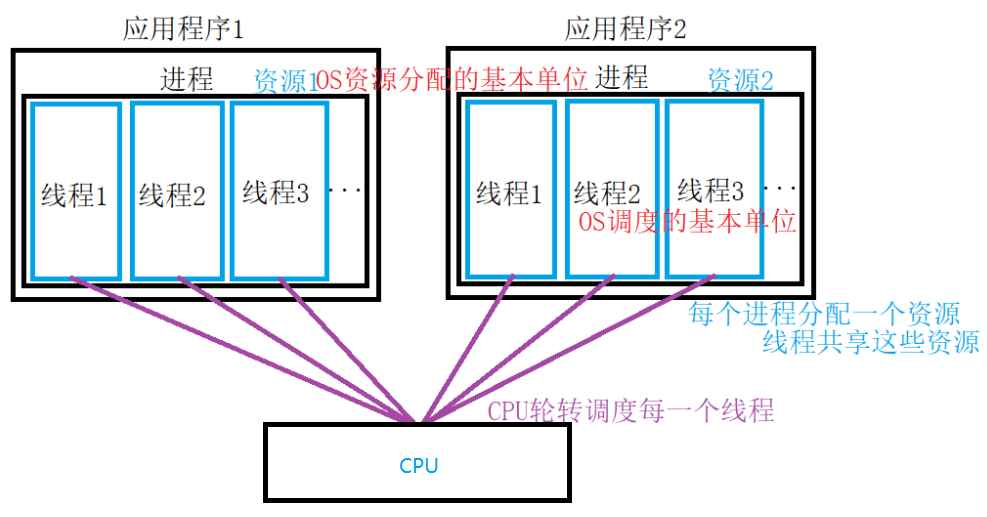 应用程序1
应用程序2
进程
资源1
OS资源分配的基本单位
进程
资源2
线程1
线程2
线程3
...
线程1
线程2
线程3
...
OS调度的基本单位
每个进程分配一个资源
线程共享这些资源
CPU轮转调度每一个线程
CPU